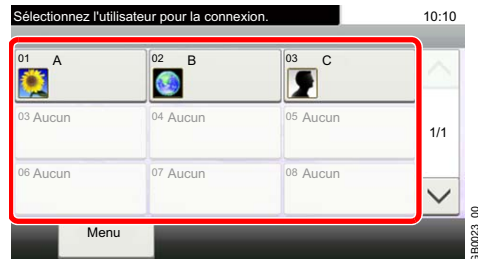 Sélectionnez l'utilisateur pour la connexion. 10:10
01 A 02 B 03 C
03 Aucun 04 Aucun 05 Aucun
1/1
06 Aucun 07 Aucun 08 Aucun
Menu
GB0023_00